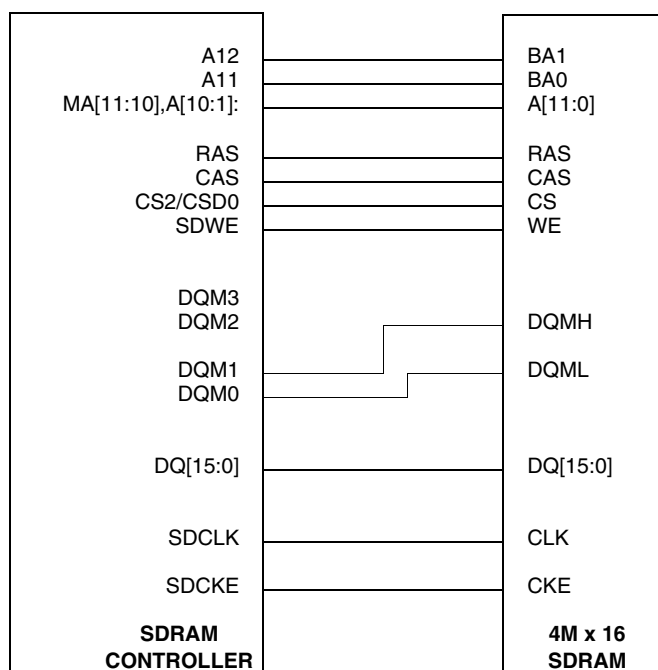 A12 BA1
A11 BA0
MA[11:10],A[10:1]: A[11:0]
RAS RAS
CAS CAS
CS2/CSD0 CS
SDWE WE
DQM3
DQM2 DQMH
DQM1 DQML
DQM0
DQ[15:0] DQ[15:0]
SDCLK CLK
SDCKE CKE
SDRAM 4M x 16
CONTROLLER SDRAM